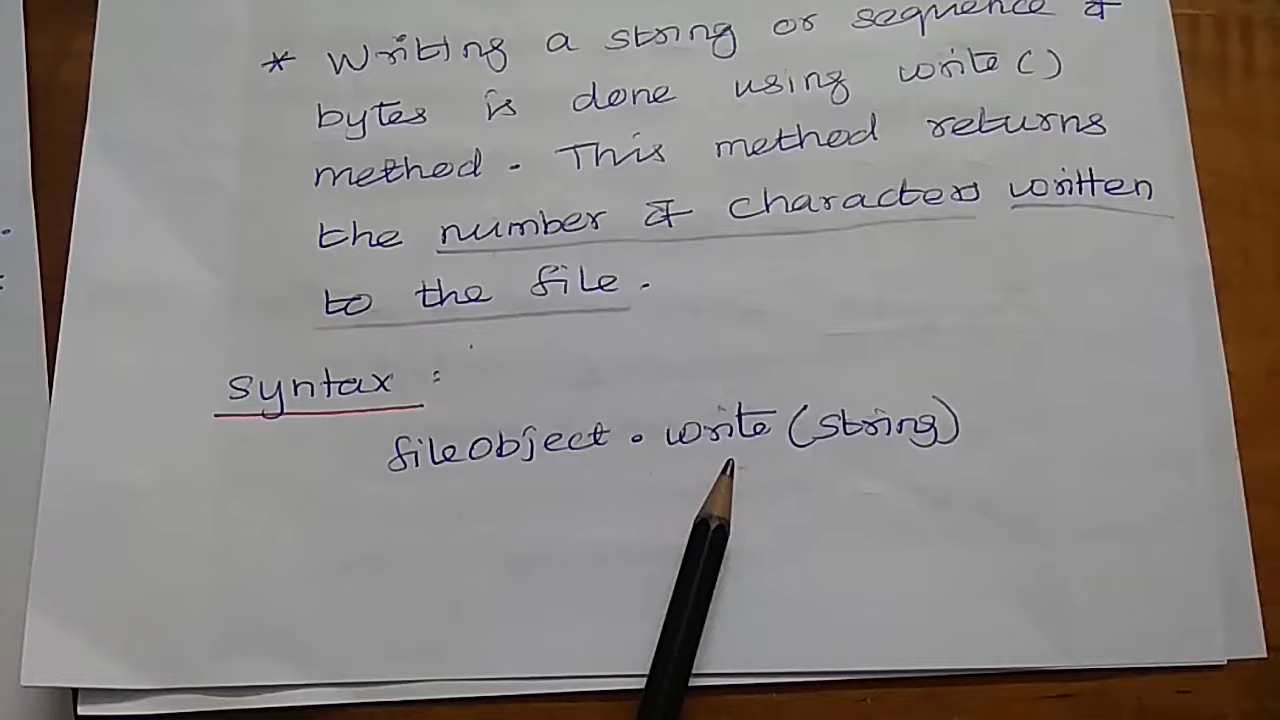 * Writing a string or sequence of
bytes is done using write()
method. This method returns
the number of characters written
to the file.
Syntax :
fileObject.write(string)